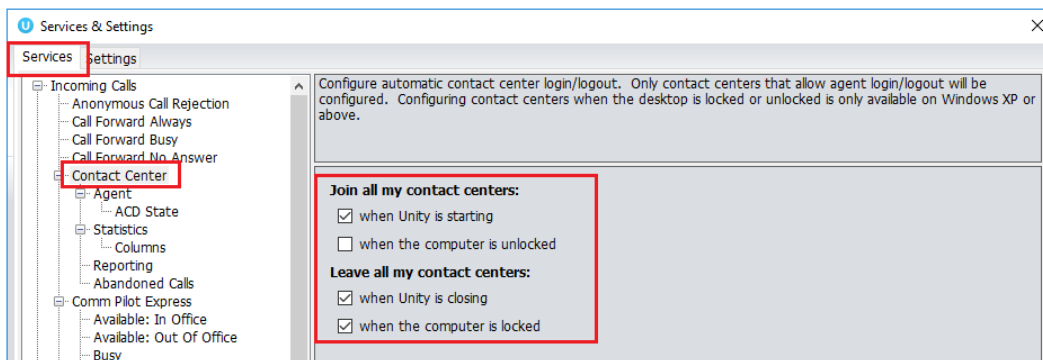 Services & Settings
Services Settings
Incoming Calls
Anonymous Call Rejection
Call Forward Always
Call Forward Busy
Call Forward No Answer
Contact Center
Agent
ACD State
Statistics
Columns
Reporting
Abandoned Calls
Comm Pilot Express
Available: In Office
Available: Out Of Office
Busy
Configure automatic contact center login/logout. Only contact centers that allow agent login/logout will be
configured. Configuring contact centers when the desktop is locked or unlocked is only available on Windows XP or
above.
Join all my contact centers:
when Unity is starting
when the computer is unlocked
Leave all my contact centers:
when Unity is closing
when the computer is locked